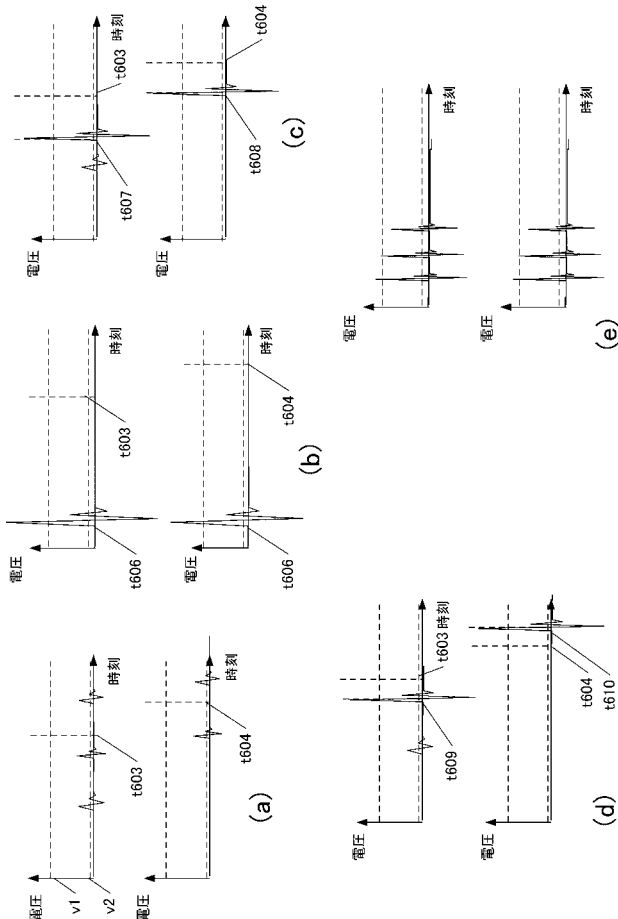 電圧
v1
v2
t603
時刻
電圧
t604
時刻
(a)
電圧
t606
t603
時刻
電圧
t606
t604
時刻
(b)
電圧
t607
t603 時刻
電圧
t608
t604
(c)
電圧
t609
t603 時刻
電圧
t604
t610
(d)
電圧
時刻
電圧
時刻
(e)